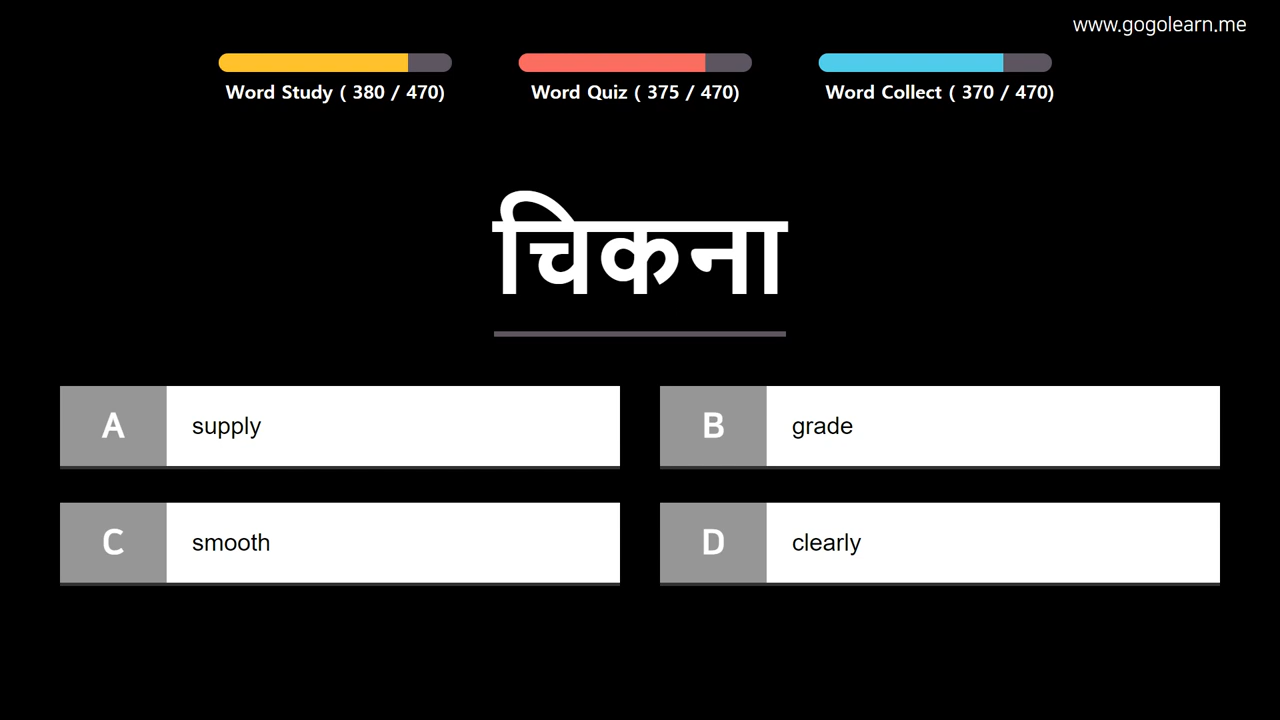 www.gogolearn.me
Word Study ( 380 / 470)
Word Quiz ( 375 / 470)
Word Collect ( 370 / 470)
चिकना
A supply
B grade
C smooth
D clearly